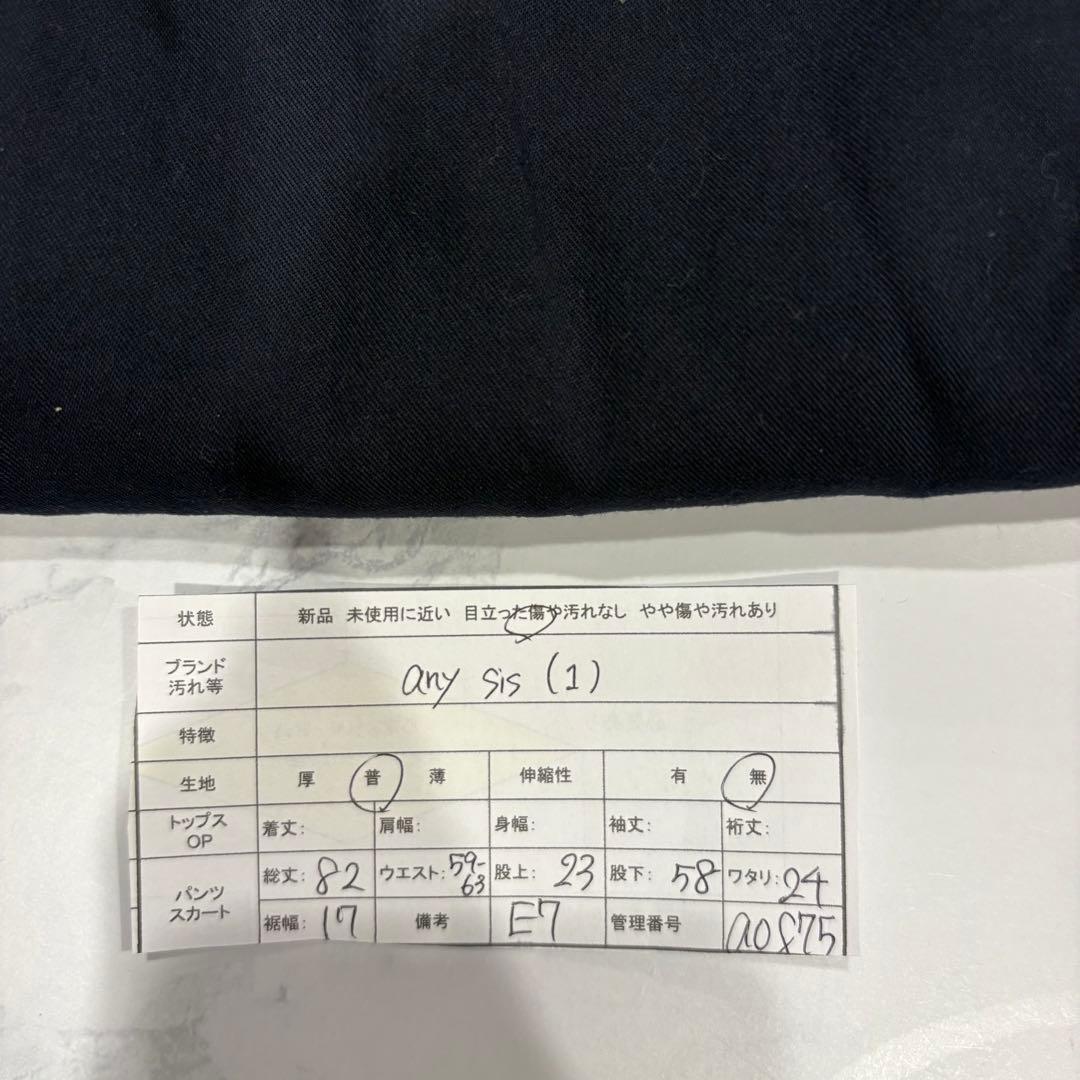 状態 新品 未使用に近い 目立った傷や汚れなし やや傷や汚れあり
ブランド
汚れ等
any sis (1)
特徴
生地 厚 普 薄 伸縮性 有 無
トップス
OP
着丈: 肩幅: 身幅: 袖丈: 裄丈:
パンツ
スカート
総丈: 82 ウエスト: 59-63 股上: 23 股下: 58 ワタリ: 24
裾幅: 17 備考 E7 管理番号 a0875